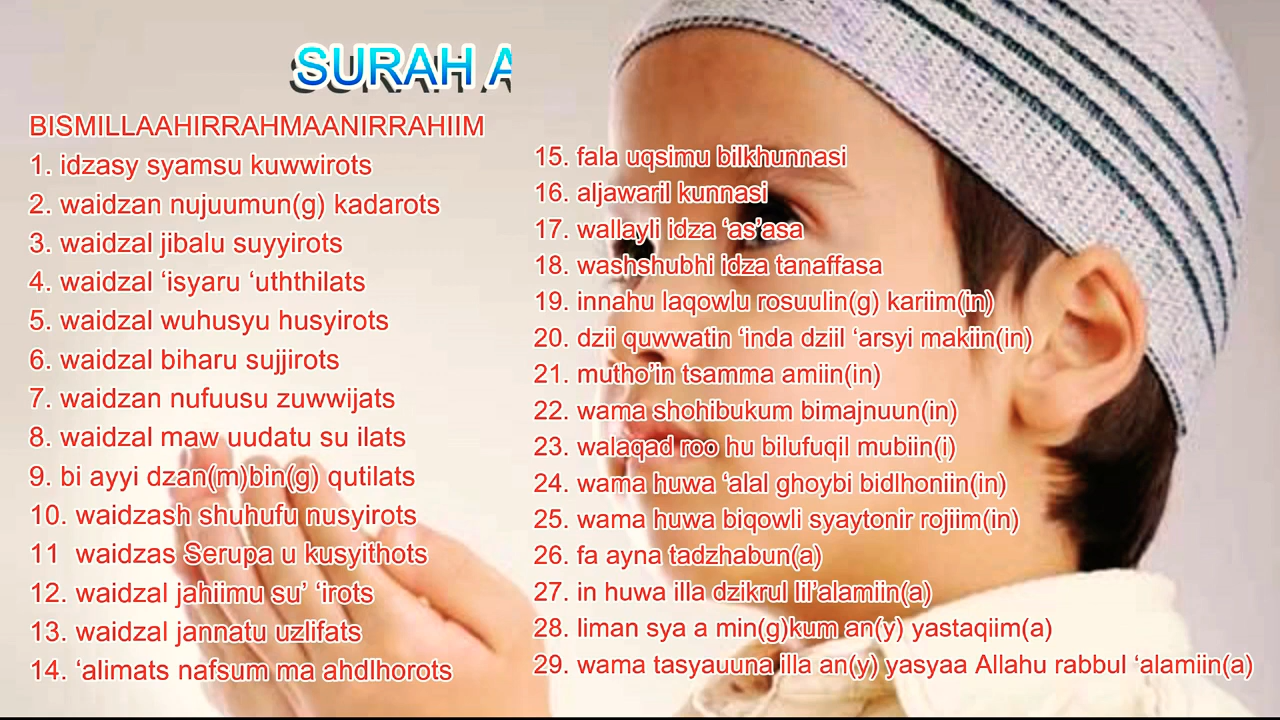 SURAH A
BISMILLAAHIRRAHMAANIRRAHIIM
1. idzasy syamsu kuwwirots
2. waidzan nujuumun(g) kadarots
3. waidzal jibalu suyyirots
4. waidzal ‘isyaru ‘uththilats
5. waidzal wuhusyu husyirots
6. waidzal biharu sujjirots
7. waidzan nufuusu zuwwijats
8. waidzal maw uudatu su ilats
9. bi ayyi dzan(m)bin(g) qutilats
10. waidzash shuhufu nusyirots
11 waidzas Serupa u kusyithots
12. waidzal jahiimu su’ ‘irots
13. waidzal jannatu uzlifats
14. ‘alimats nafsum ma ahdlhorots
15. fala uqsimu bilkhunnasi
16. aljawaril kunnasi
17. wallayli idza ‘as’asa
18. washshubhi idza tanaffasa
19. innahu laqowlu rosuulin(g) kariim(in)
20. dzii quwwatin ‘inda dziil ‘arsyi makiin(in)
21. mutho’in tsamma amiin(in)
22. wama shohibukum bimajnuun(in)
23. walaqad roo hu bilufuqil mubiin(i)
24. wama huwa ‘alal ghoybi bidlhoniin(in)
25. wama huwa biqowli syaytonir rojiim(in)
26. fa ayna tadzhabun(a)
27. in huwa illa dzikrul lil’alamiin(a)
28. liman sya a min(g)kum an(y) yastaqiim(a)
29. wama tasyauuna illa an(y) yasyaa Allahu rabbul ‘alamiin(a)